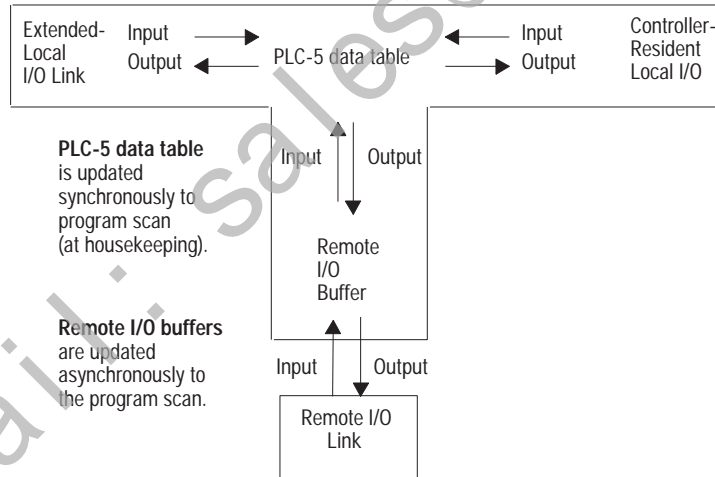 Extended-
Local
I/O Link
Input
Output
PLC-5 data table
Input
Output
Controller-
Resident
Local I/O
PLC-5 data table
is updated
synchronously to
program scan
(at housekeeping).
Input
Output
Remote
I/O
Buffer
Remote I/O buffers
are updated
asynchronously to
the program scan.
Input
Output
Remote I/O
Link
ail: sales